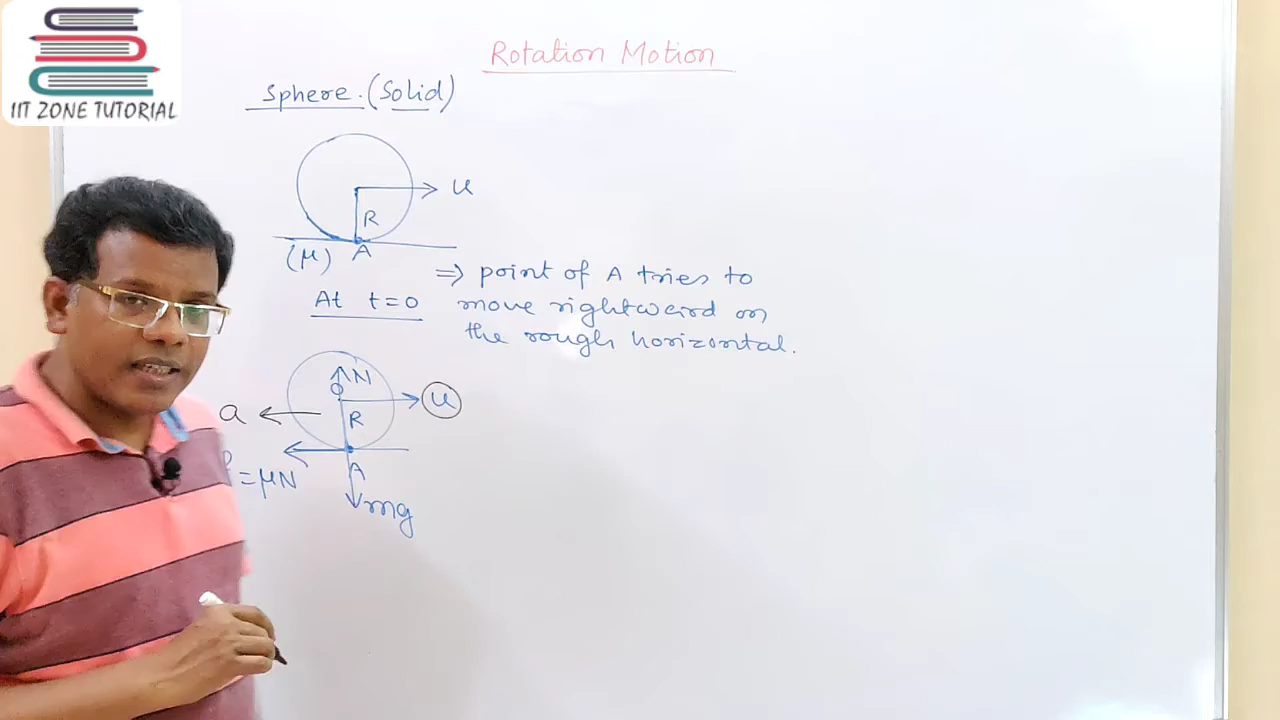 IIT ZONE TUTORIAL
Rotation Motion
Sphere. (Solid)
u
R
(μ) A
⇒ point of A tries to
At t=0 move rightward on
the rough horizontal.
N
O
a
u
R
= μN
A
mg